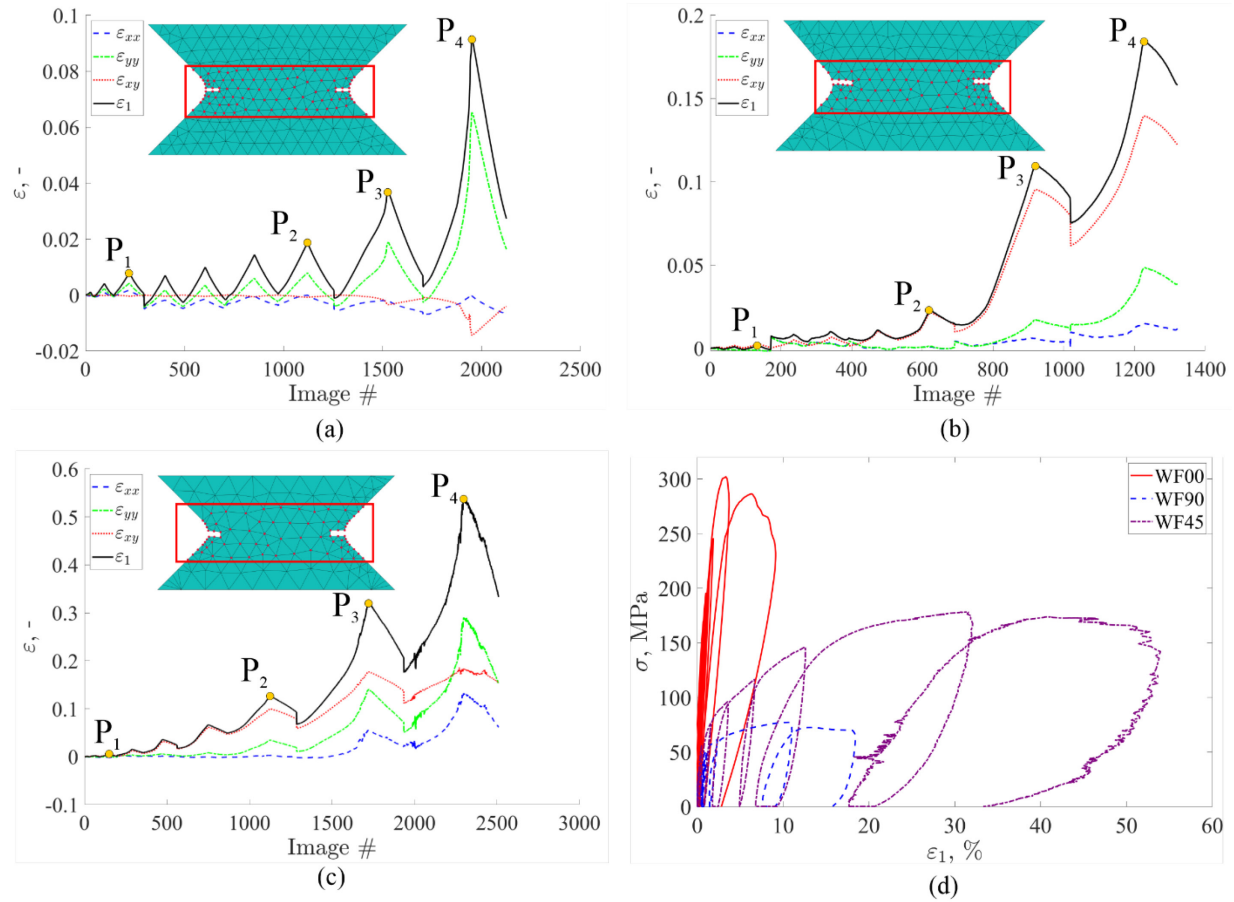 0.1
0.08
0.06
0.04
0.02
0
-0.02
ε, -
ε_xx
ε_yy
ε_xy
ε_1
P_1
P_2
P_3
P_4
0 500 1000 1500 2000 2500
Image #
(a)
0.2
0.15
0.1
0.05
0
ε, -
ε_xx
ε_yy
ε_xy
ε_1
P_1
P_2
P_3
P_4
0 200 400 600 800 1000 1200 1400
Image #
(b)
0.6
0.5
0.4
0.3
0.2
0.1
0
-0.1
ε, -
ε_xx
ε_yy
ε_xy
ε_1
P_1
P_2
P_3
P_4
0 500 1000 1500 2000 2500 3000
Image #
(c)
300
250
200
150
100
50
0
σ, MPa
WF00
WF90
WF45
0 10 20 30 40 50 60
ε_1, %
(d)